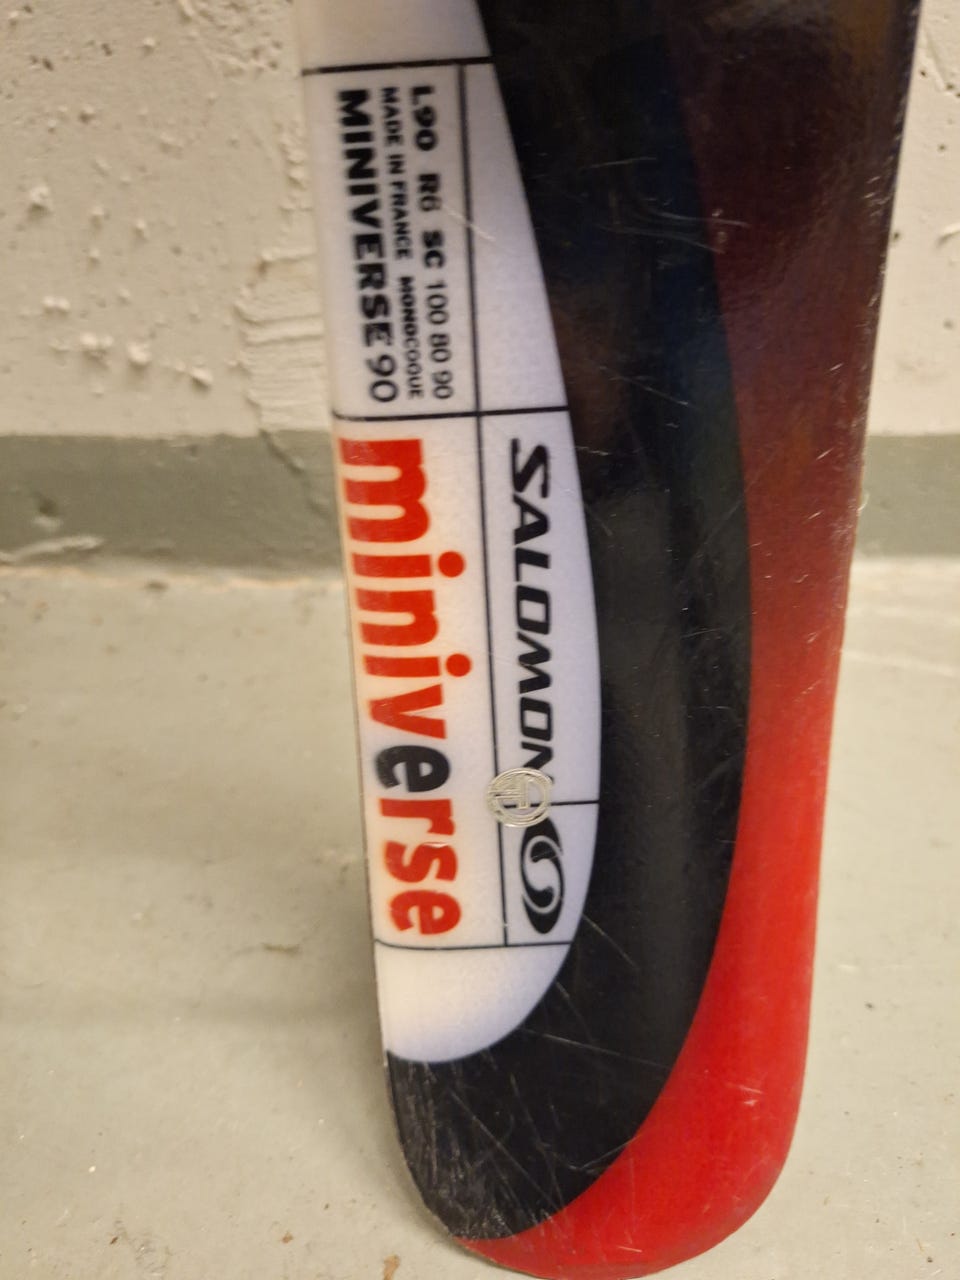 L90 R6 SC 100 80 90
MADE IN FRANCE MONOCOQUE
MINIVERSE 90
SALOMON
miniverse